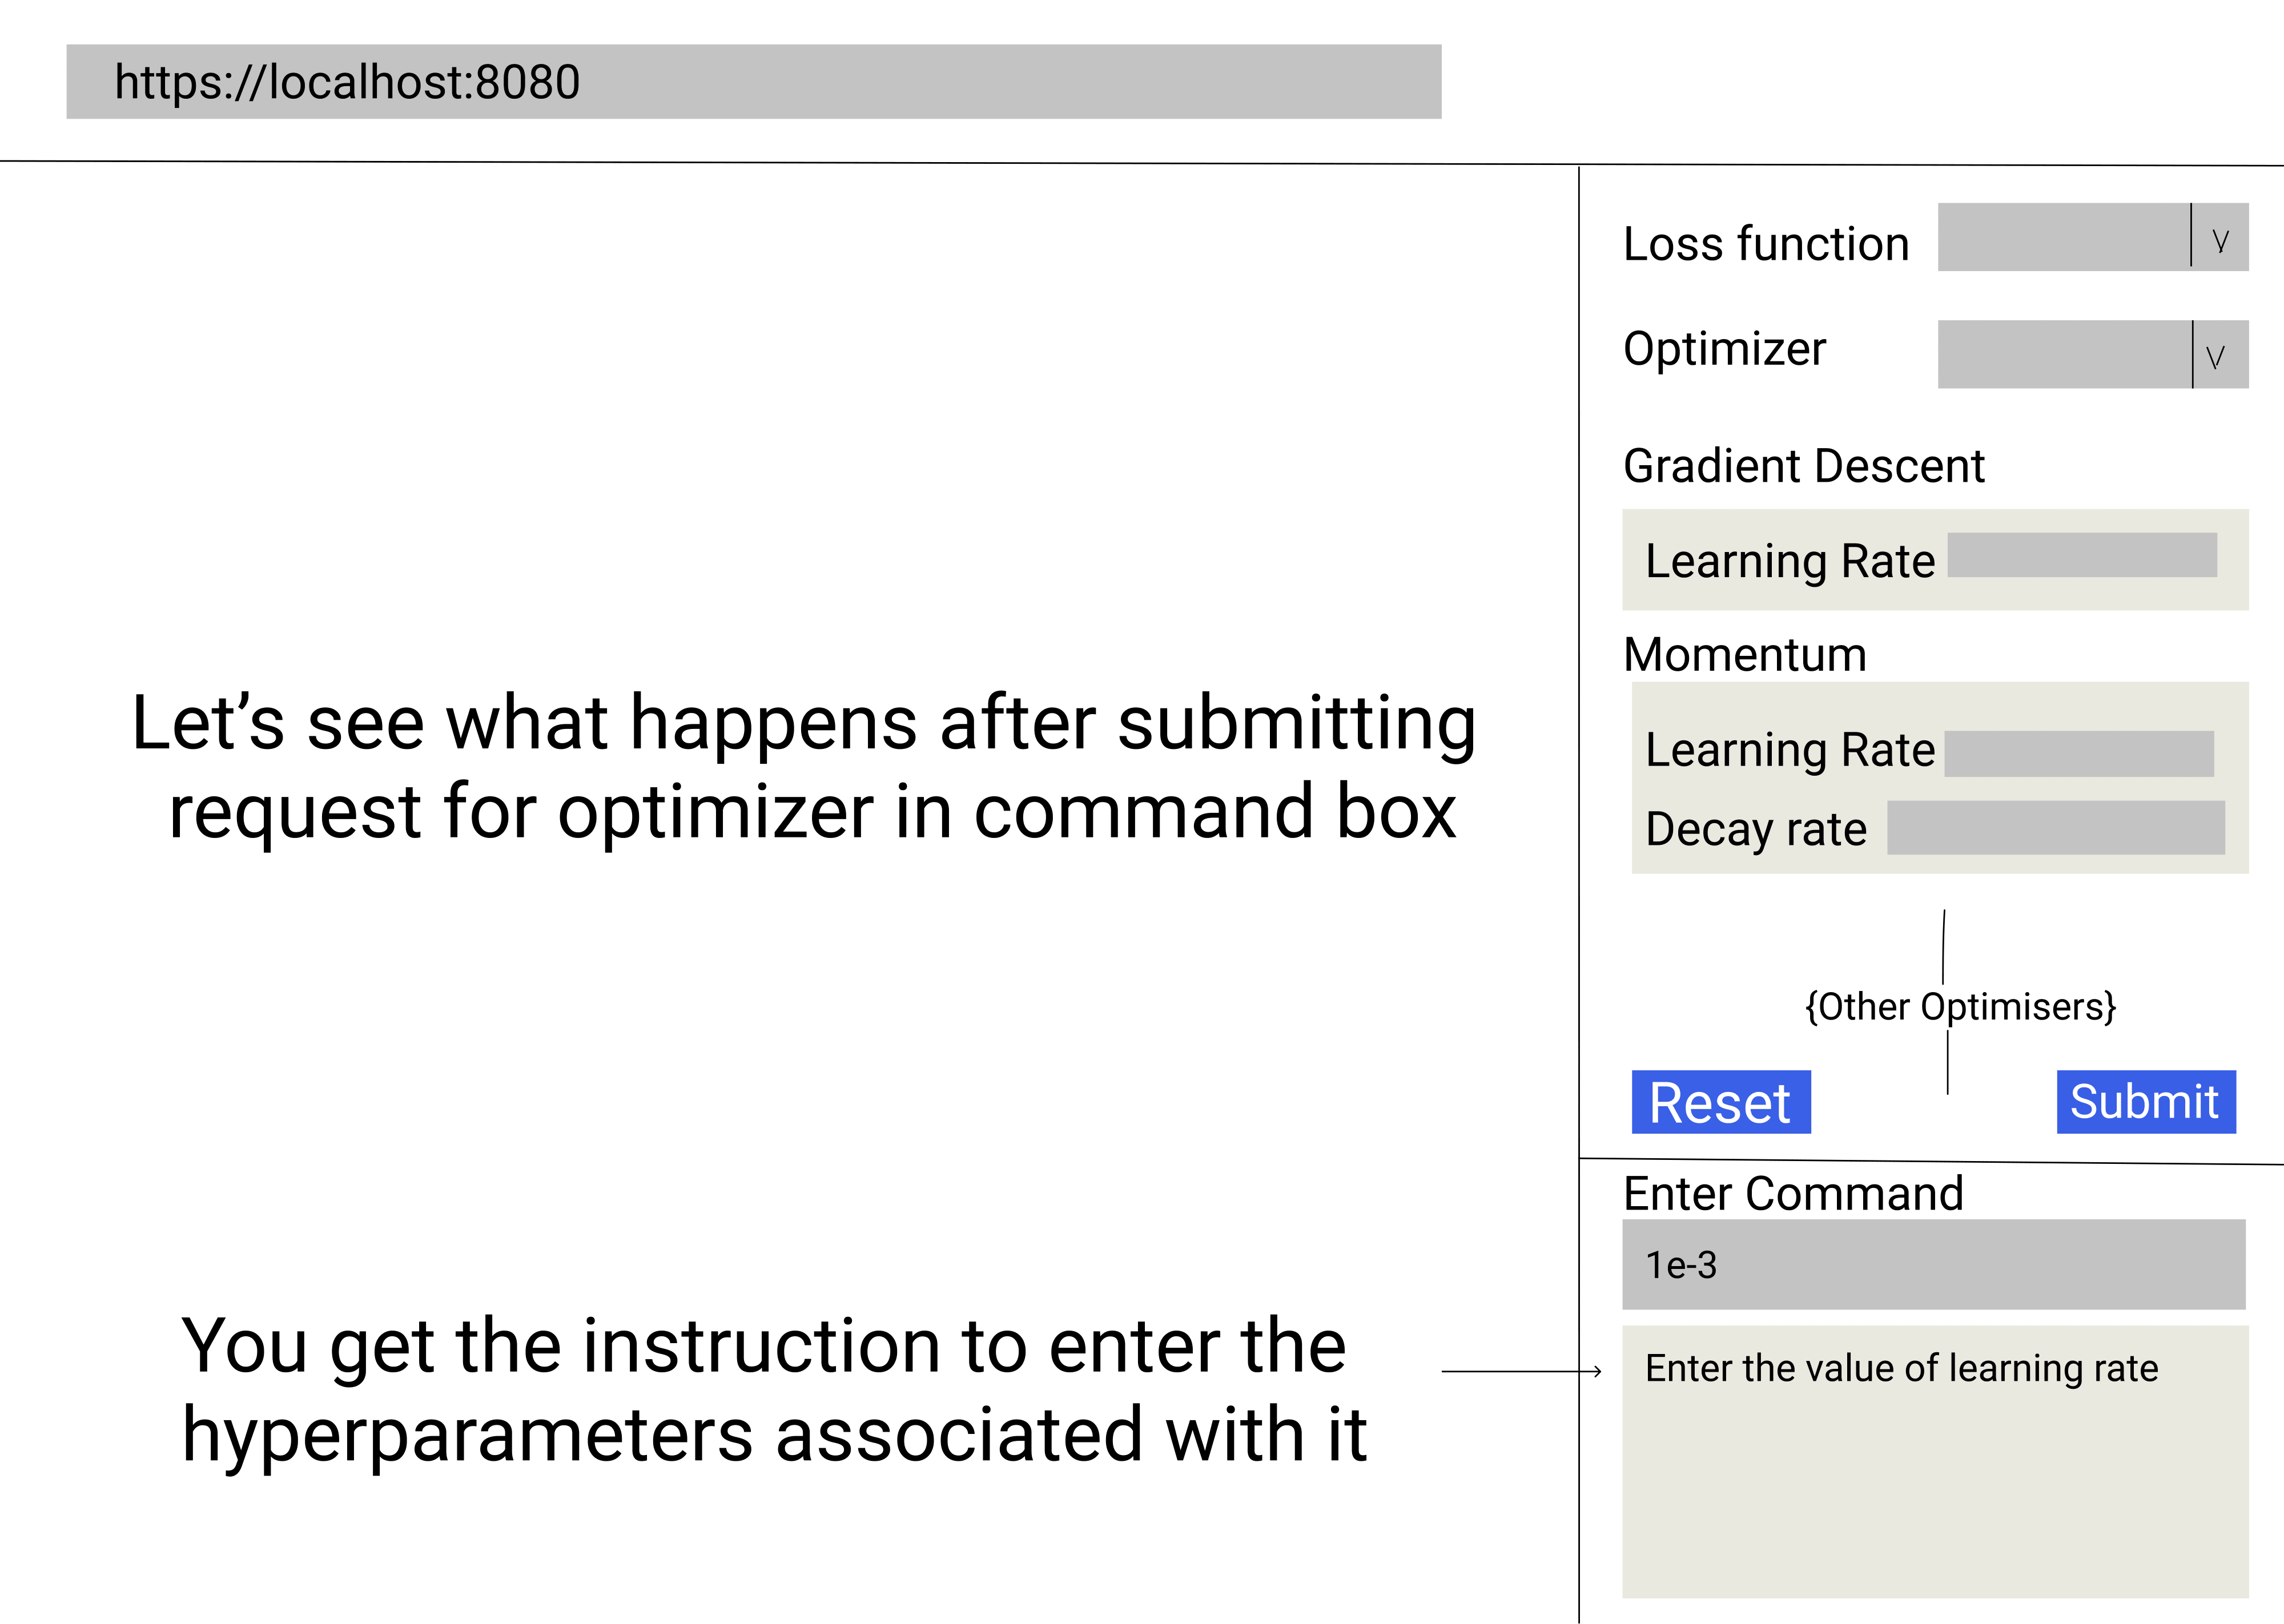 https://localhost:8080
Loss function
V
Optimizer
V
Gradient Descent
Learning Rate
Momentum
Learning Rate
Decay rate
{Other Optimisers}
Reset
Submit
Let’s see what happens after submitting
request for optimizer in command box
Enter Command
1e-3
Enter the value of learning rate
You get the instruction to enter the
hyperparameters associated with it